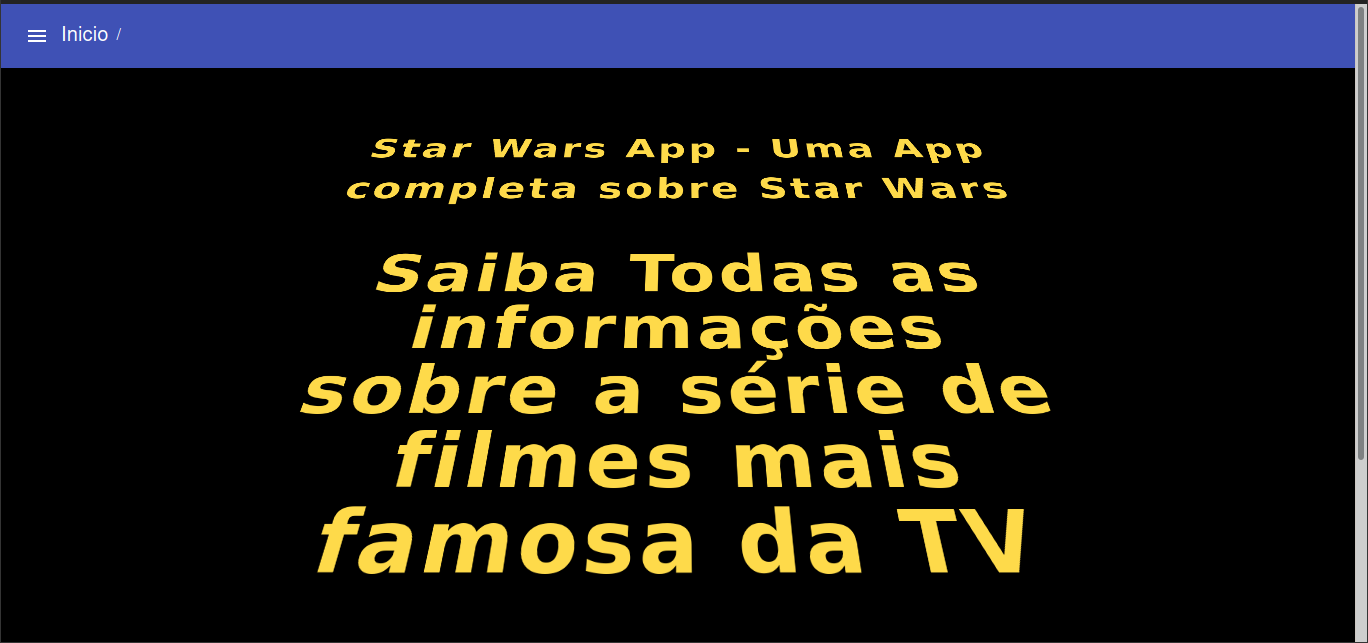 Inicio /
Star Wars App - Uma App
completa sobre Star Wars
Saiba Todas as
informações
sobre a série de
filmes mais
famosa da TV